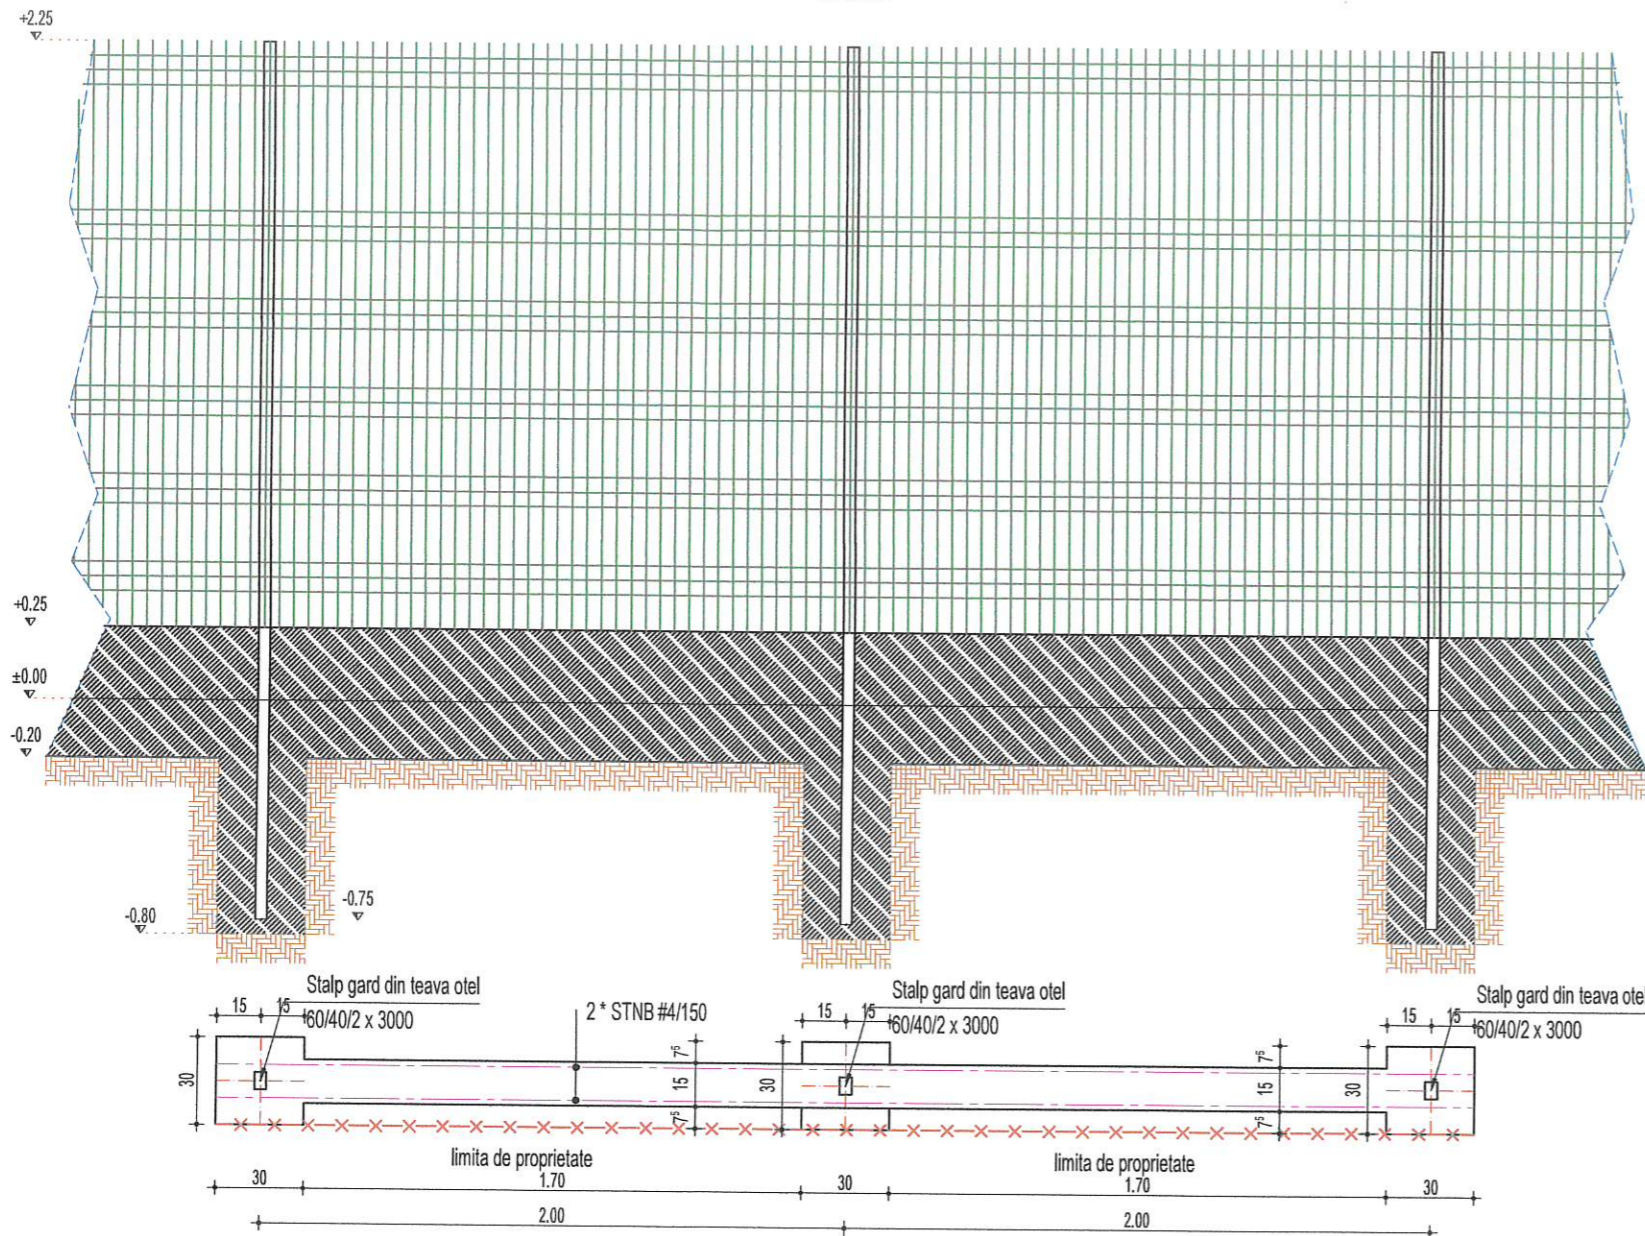 +2.25
+0.25
±0.00
-0.20
-0.80
-0.75
Stalp gard din teava otel
60/40/2 x 3000
15 15
2 * STNB #4/150
Stalp gard din teava otel
60/40/2 x 3000
15 15
Stalp gard din teava otel
60/40/2 x 3000
15 15
30
7⁵
15
7⁵
30
7⁵
15
7⁵
30
limita de proprietate
limita de proprietate
30 1.70 30 1.70 30
2.00 2.00